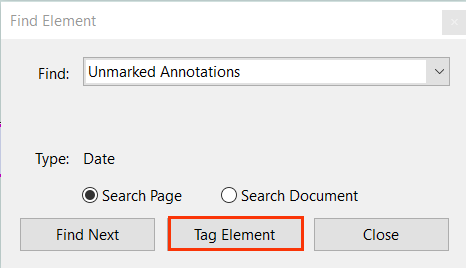 Find Element
Find: Unmarked Annotations
Type: Date
Search Page Search Document
Find Next Tag Element Close